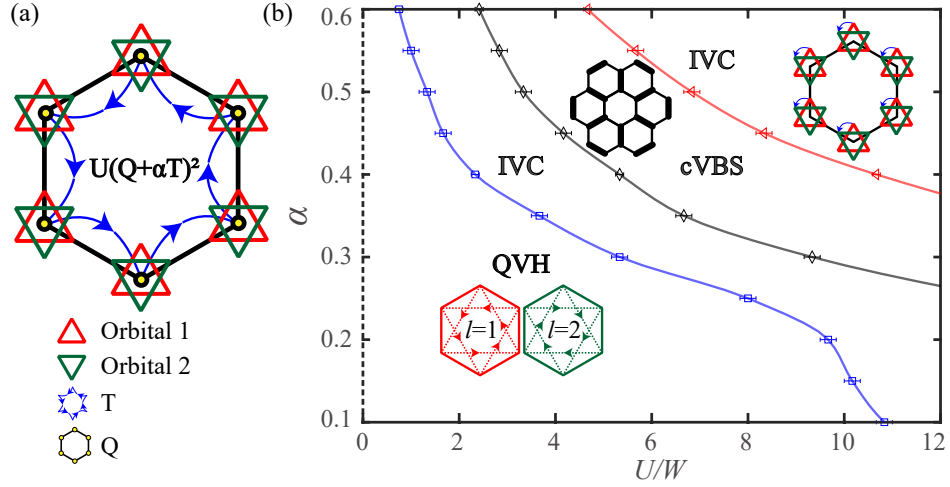 (a)
U(Q+αT)²
Orbital 1
Orbital 2
T
Q
(b)
0.6
0.5
0.4
0.3
0.2
0.1
α
IVC
cVBS
IVC
QVH
l=1
l=2
0
2
4
6
8
10
12
U/W